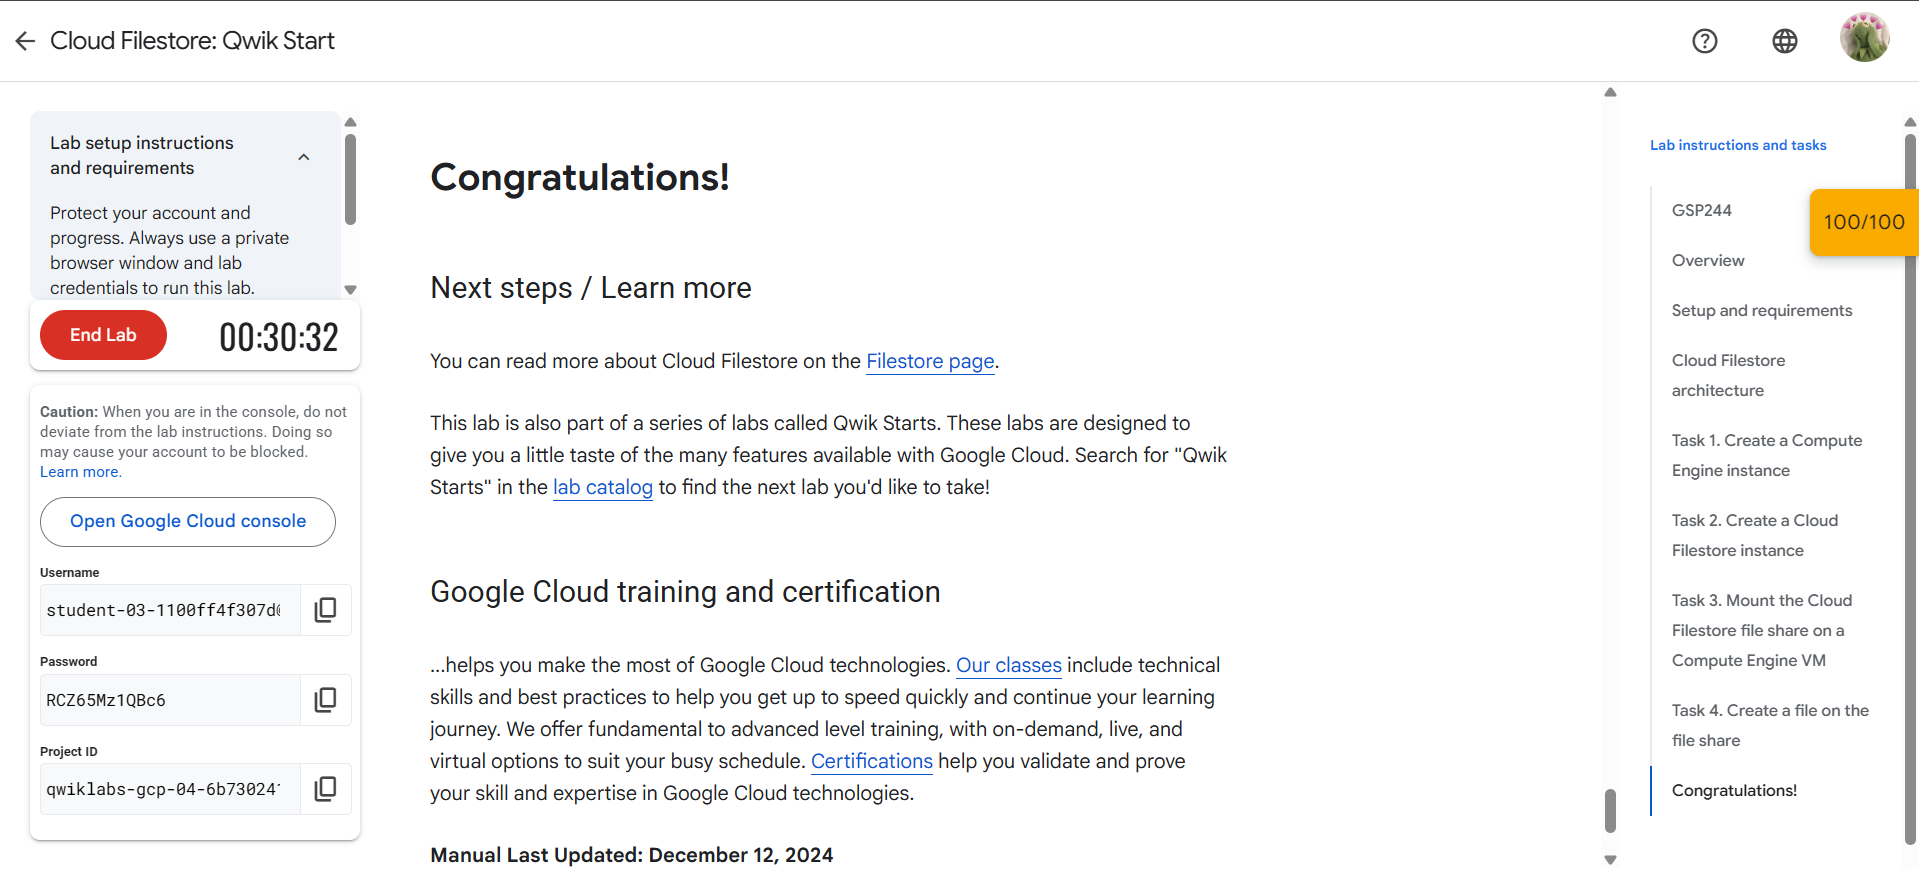 Cloud Filestore: Qwik Start
Lab setup instructions
and requirements
Protect your account and
progress. Always use a private
browser window and lab
credentials to run this lab.
End Lab
00:30:32
Caution: When you are in the console, do not
deviate from the lab instructions. Doing so
may cause your account to be blocked.
Learn more.
Open Google Cloud console
Username
student-03-1100ff4f307d
Password
RCZ65Mz1QBc6
Project ID
qwiklabs-gcp-04-6b73024
Congratulations!
Next steps / Learn more
You can read more about Cloud Filestore on the Filestore page.
This lab is also part of a series of labs called Qwik Starts. These labs are designed to
give you a little taste of the many features available with Google Cloud. Search for "Qwik
Starts" in the lab catalog to find the next lab you'd like to take!
Google Cloud training and certification
...helps you make the most of Google Cloud technologies. Our classes include technical
skills and best practices to help you get up to speed quickly and continue your learning
journey. We offer fundamental to advanced level training, with on-demand, live, and
virtual options to suit your busy schedule. Certifications help you validate and prove
your skill and expertise in Google Cloud technologies.
Manual Last Updated: December 12, 2024
Lab instructions and tasks
GSP244
100/100
Overview
Setup and requirements
Cloud Filestore
architecture
Task 1. Create a Compute
Engine instance
Task 2. Create a Cloud
Filestore instance
Task 3. Mount the Cloud
Filestore file share on a
Compute Engine VM
Task 4. Create a file on the
file share
Congratulations!